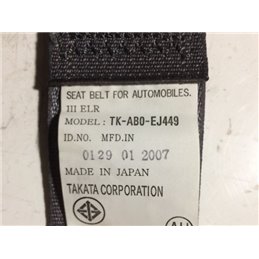 SEAT BELT FOR AUTOMOBILES.
III ELR
MODEL: TK-AB0-EJ449
ID.NO. MFD.IN
0129 01 2007
MADE IN JAPAN
TAKATA CORPORATION